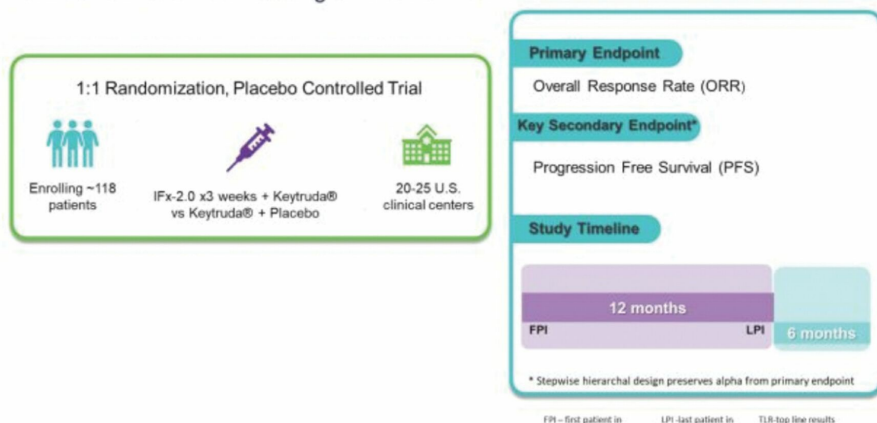 1:1 Randomization, Placebo Controlled Trial
Enrolling ~118
patients
IFx-2.0 x3 weeks + Keytruda®
vs Keytruda® + Placebo
20-25 U.S.
clinical centers
Primary Endpoint
Overall Response Rate (ORR)
Key Secondary Endpoint*
Progression Free Survival (PFS)
Study Timeline
12 months
FPI LPI
6 months
* Stepwise hierarchal design preserves alpha from primary endpoint
FPI – first patient in LPI -last patient in TLR-top line results